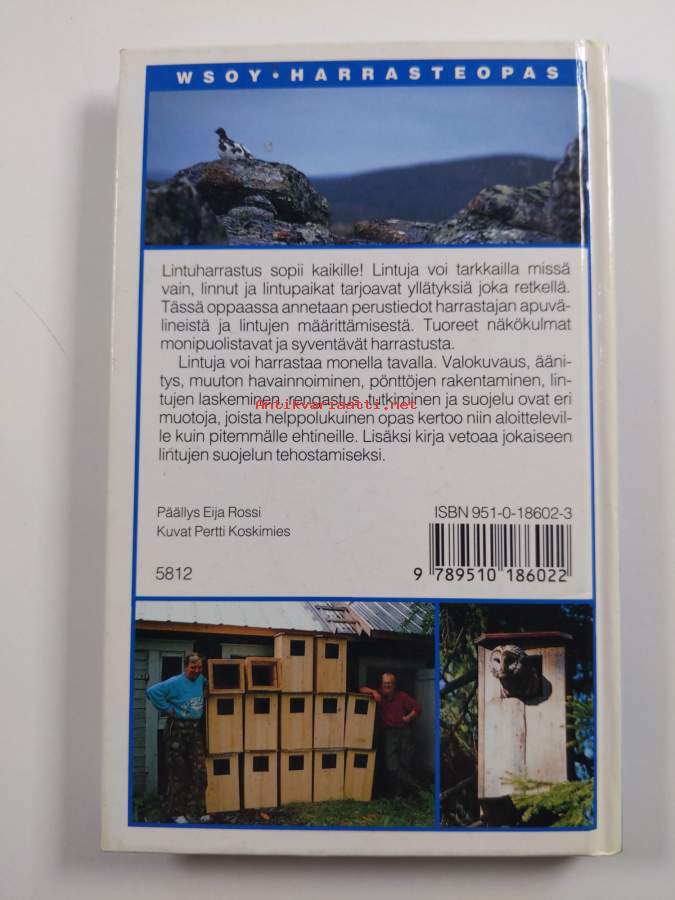 WSOY • HARRASTEOPAS
Lintuharrastus sopii kaikille! Lintuja voi tarkkailla missä
vain, linnut ja lintupaikat tarjoavat yllätyksiä joka retkellä.
Tässä oppaassa annetaan perustiedot harrastajan apuvä-
lineistä ja lintujen määrittämisestä. Tuoreet näkökulmat
monipuolistavat ja syventävät harrastusta.
Lintuja voi harrastaa monella tavalla. Valokuvaus, ääni-
tys, muuton havainnoiminen, pönttöjen rakentaminen, lin-
tujen laskeminen, rengastus, tutkiminen ja suojelu ovat eri
Antikvariaatti.net
muotoja, joista helppolukuinen opas kertoo niin aloittelevil-
le kuin pitemmälle ehtineille. Lisäksi kirja vetoaa jokaiseen
lintujen suojelun tehostamiseksi.
Päällys Eija Rossi
Kuvat Pertti Koskimies
ISBN 951-0-18602-3
5812
9 789510 186022